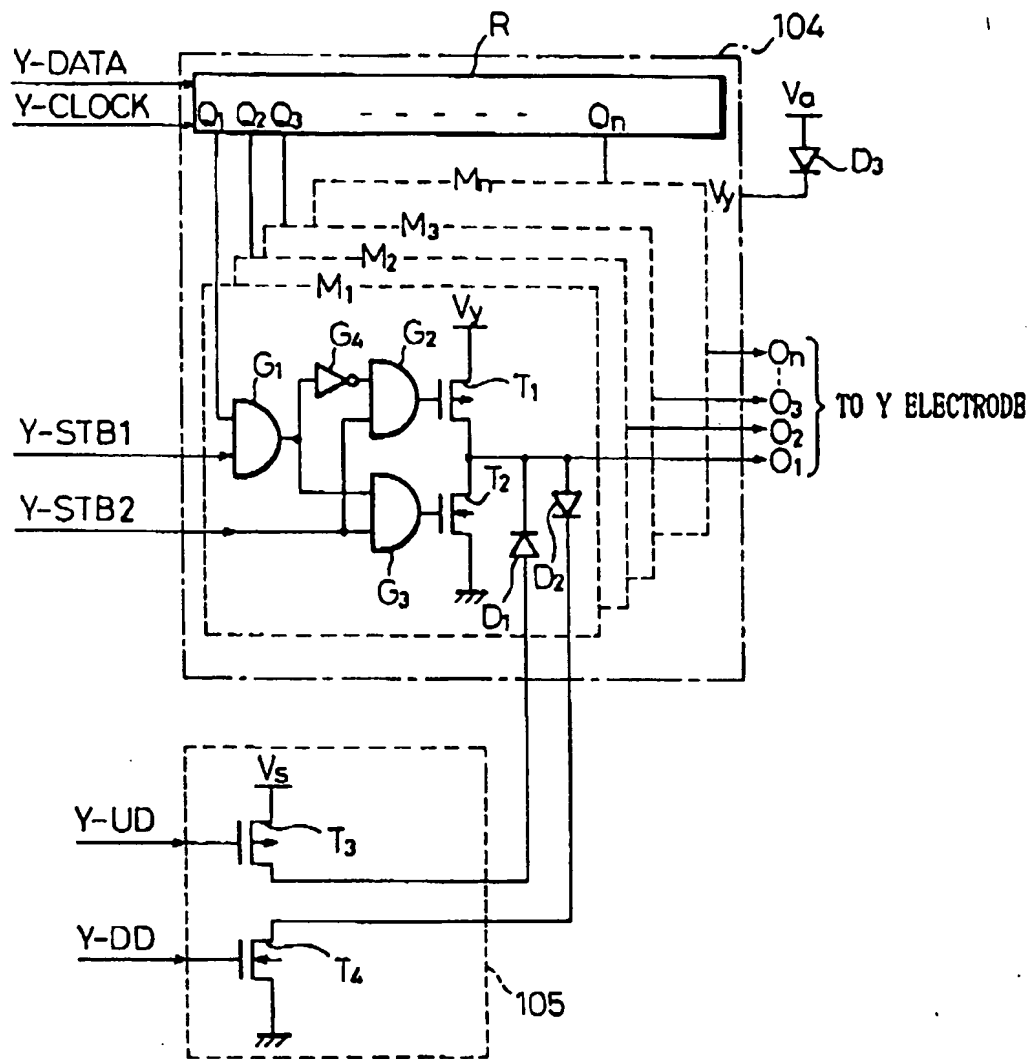 R
104
Y-DATA
Y-CLOCK
Q1 Q2 Q3 - - - - - Qn
Va
D3
Vy
Mn
M3
M2
M1
Vy
G4
G2
G1
T1
On
O3
O2
O1
TO Y ELECTRODE
Y-STB1
Y-STB2
T2
G3
D1
D2
Vs
Y-UD
T3
Y-DD
T4
105